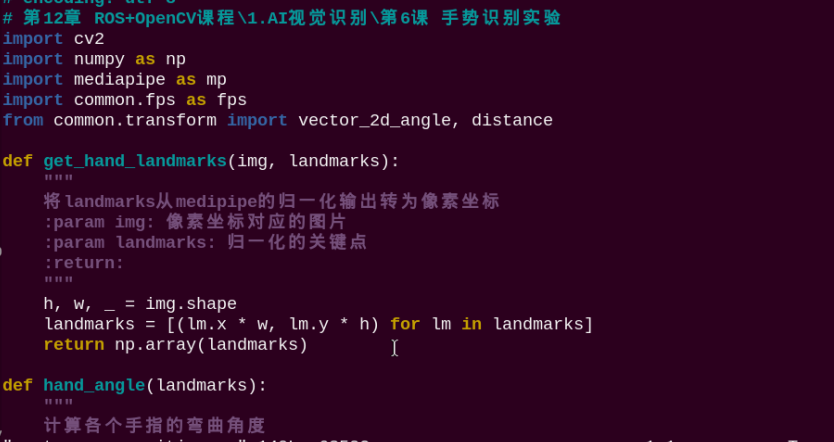 # 第12章 ROS+OpenCV课程\1.AI视觉识别\第6课 手势识别实验
import cv2
import numpy as np
import mediapipe as mp
import common.fps as fps
from common.transform import vector_2d_angle, distance
def get_hand_landmarks(img, landmarks):
"""
将landmarks从medipipe的归一化输出转为像素坐标
:param img: 像素坐标对应的图片
:param landmarks: 归一化的关键点
:return:
"""
h, w, _ = img.shape
landmarks = [(lm.x * w, lm.y * h) for lm in landmarks]
return np.array(landmarks)
def hand_angle(landmarks):
"""
计算各个手指的弯曲角度